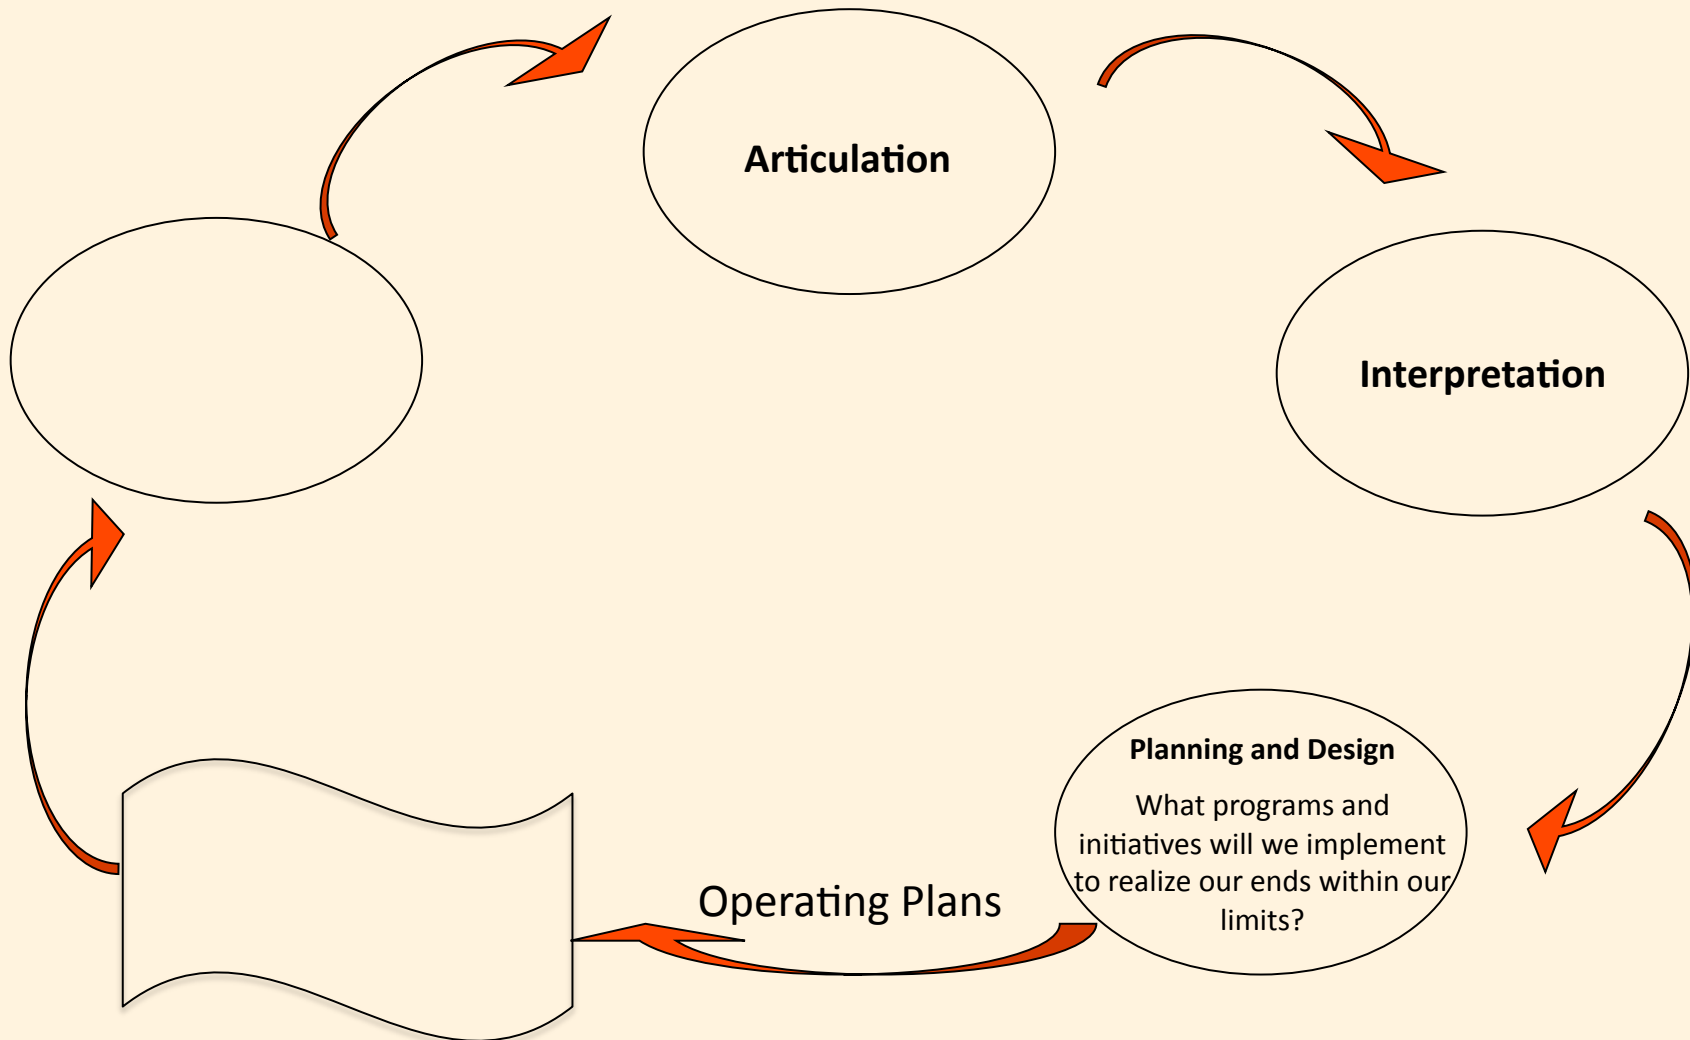 Articulation
Interpretation
Planning and Design
What programs and
initiatives will we implement
to realize our ends within our
limits?
Operating Plans